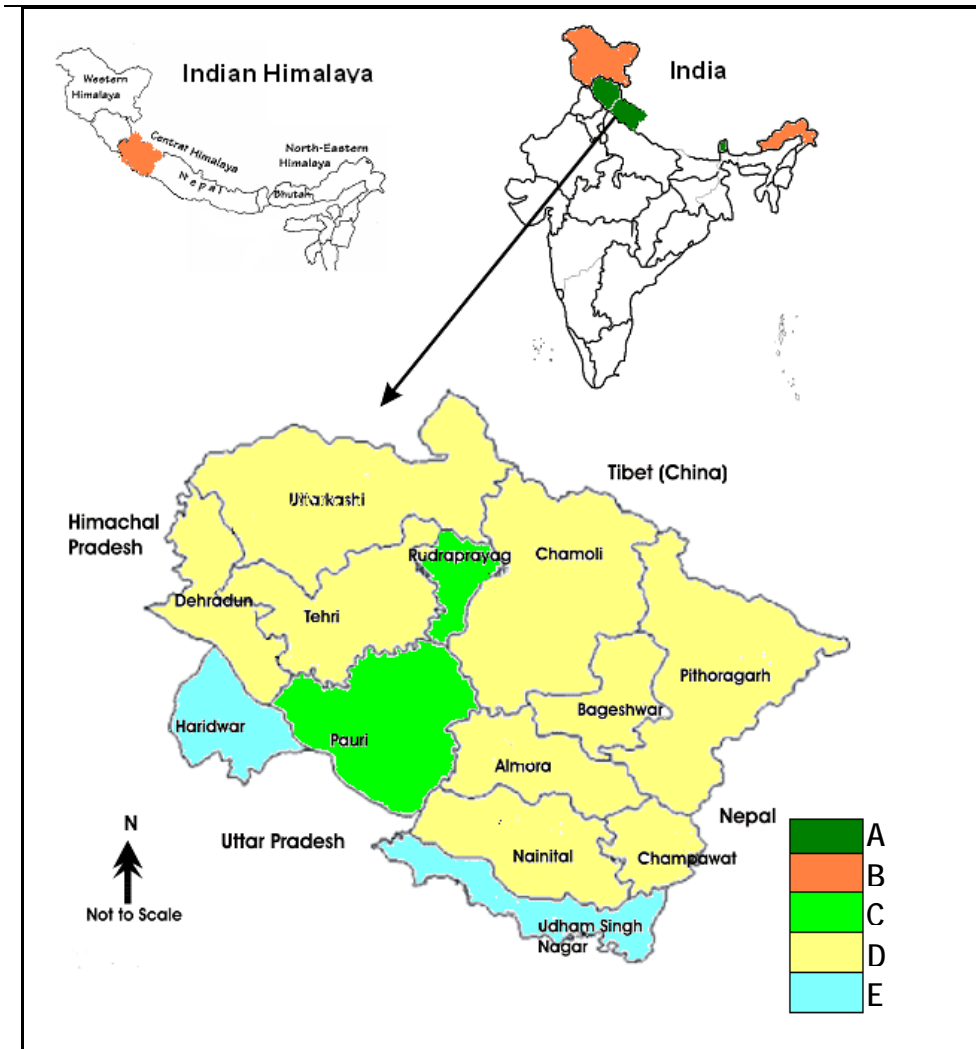 Indian Himalaya
India
Western
Himalaya
Central Himalaya
North-Eastern
Himalaya
Nepal
Bhutan
Tibet (China)
Himachal
Pradesh
Uttarkashi
Rudraprayag
Chamoli
Dehradun
Tehri
Pithoragarh
Bageshwar
Haridwar
Pauri
Almora
Nepal
Uttar Pradesh
Nainital
Champawat
N
Not to Scale
Udham Singh
Nagar
A
B
C
D
E